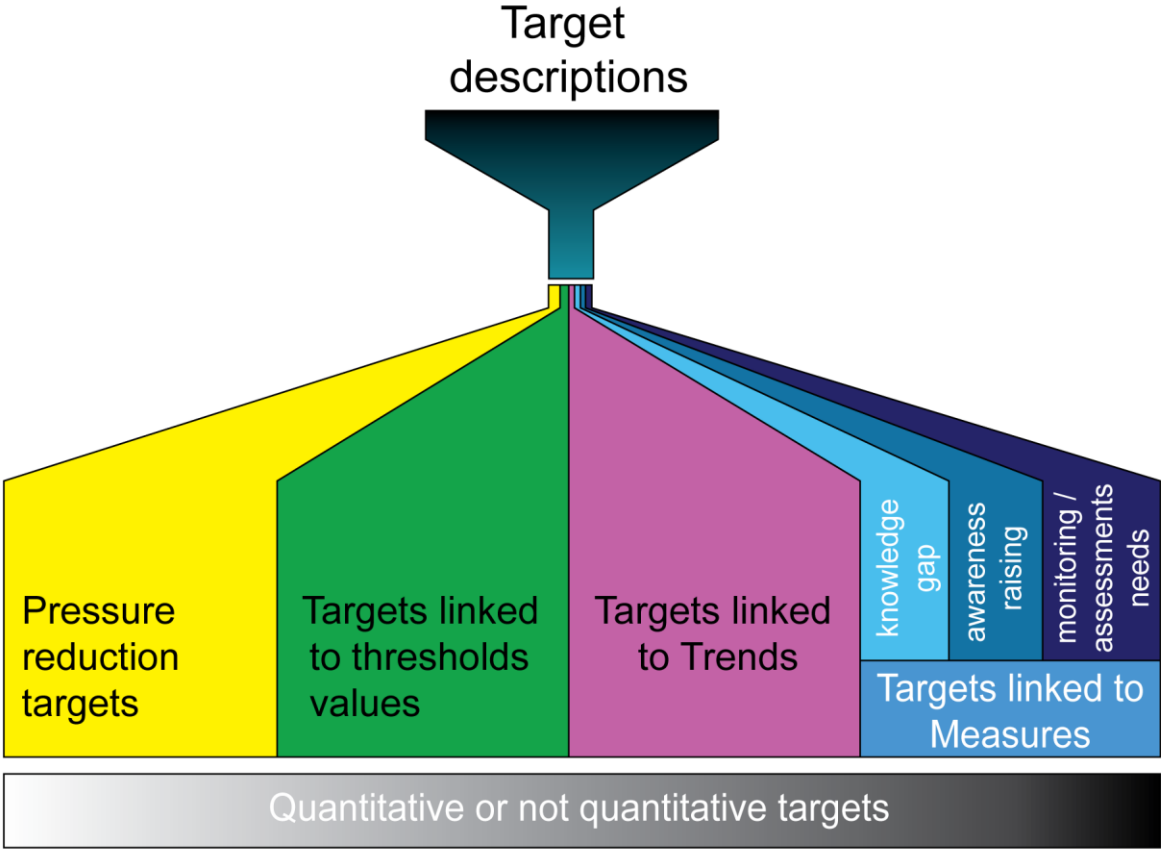 Target
descriptions
Pressure
reduction
targets
Targets linked
to thresholds
values
Targets linked
to Trends
knowledge
gap
awareness
raising
monitoring /
assessments
needs
Targets linked to
Measures
Quantitative or not quantitative targets